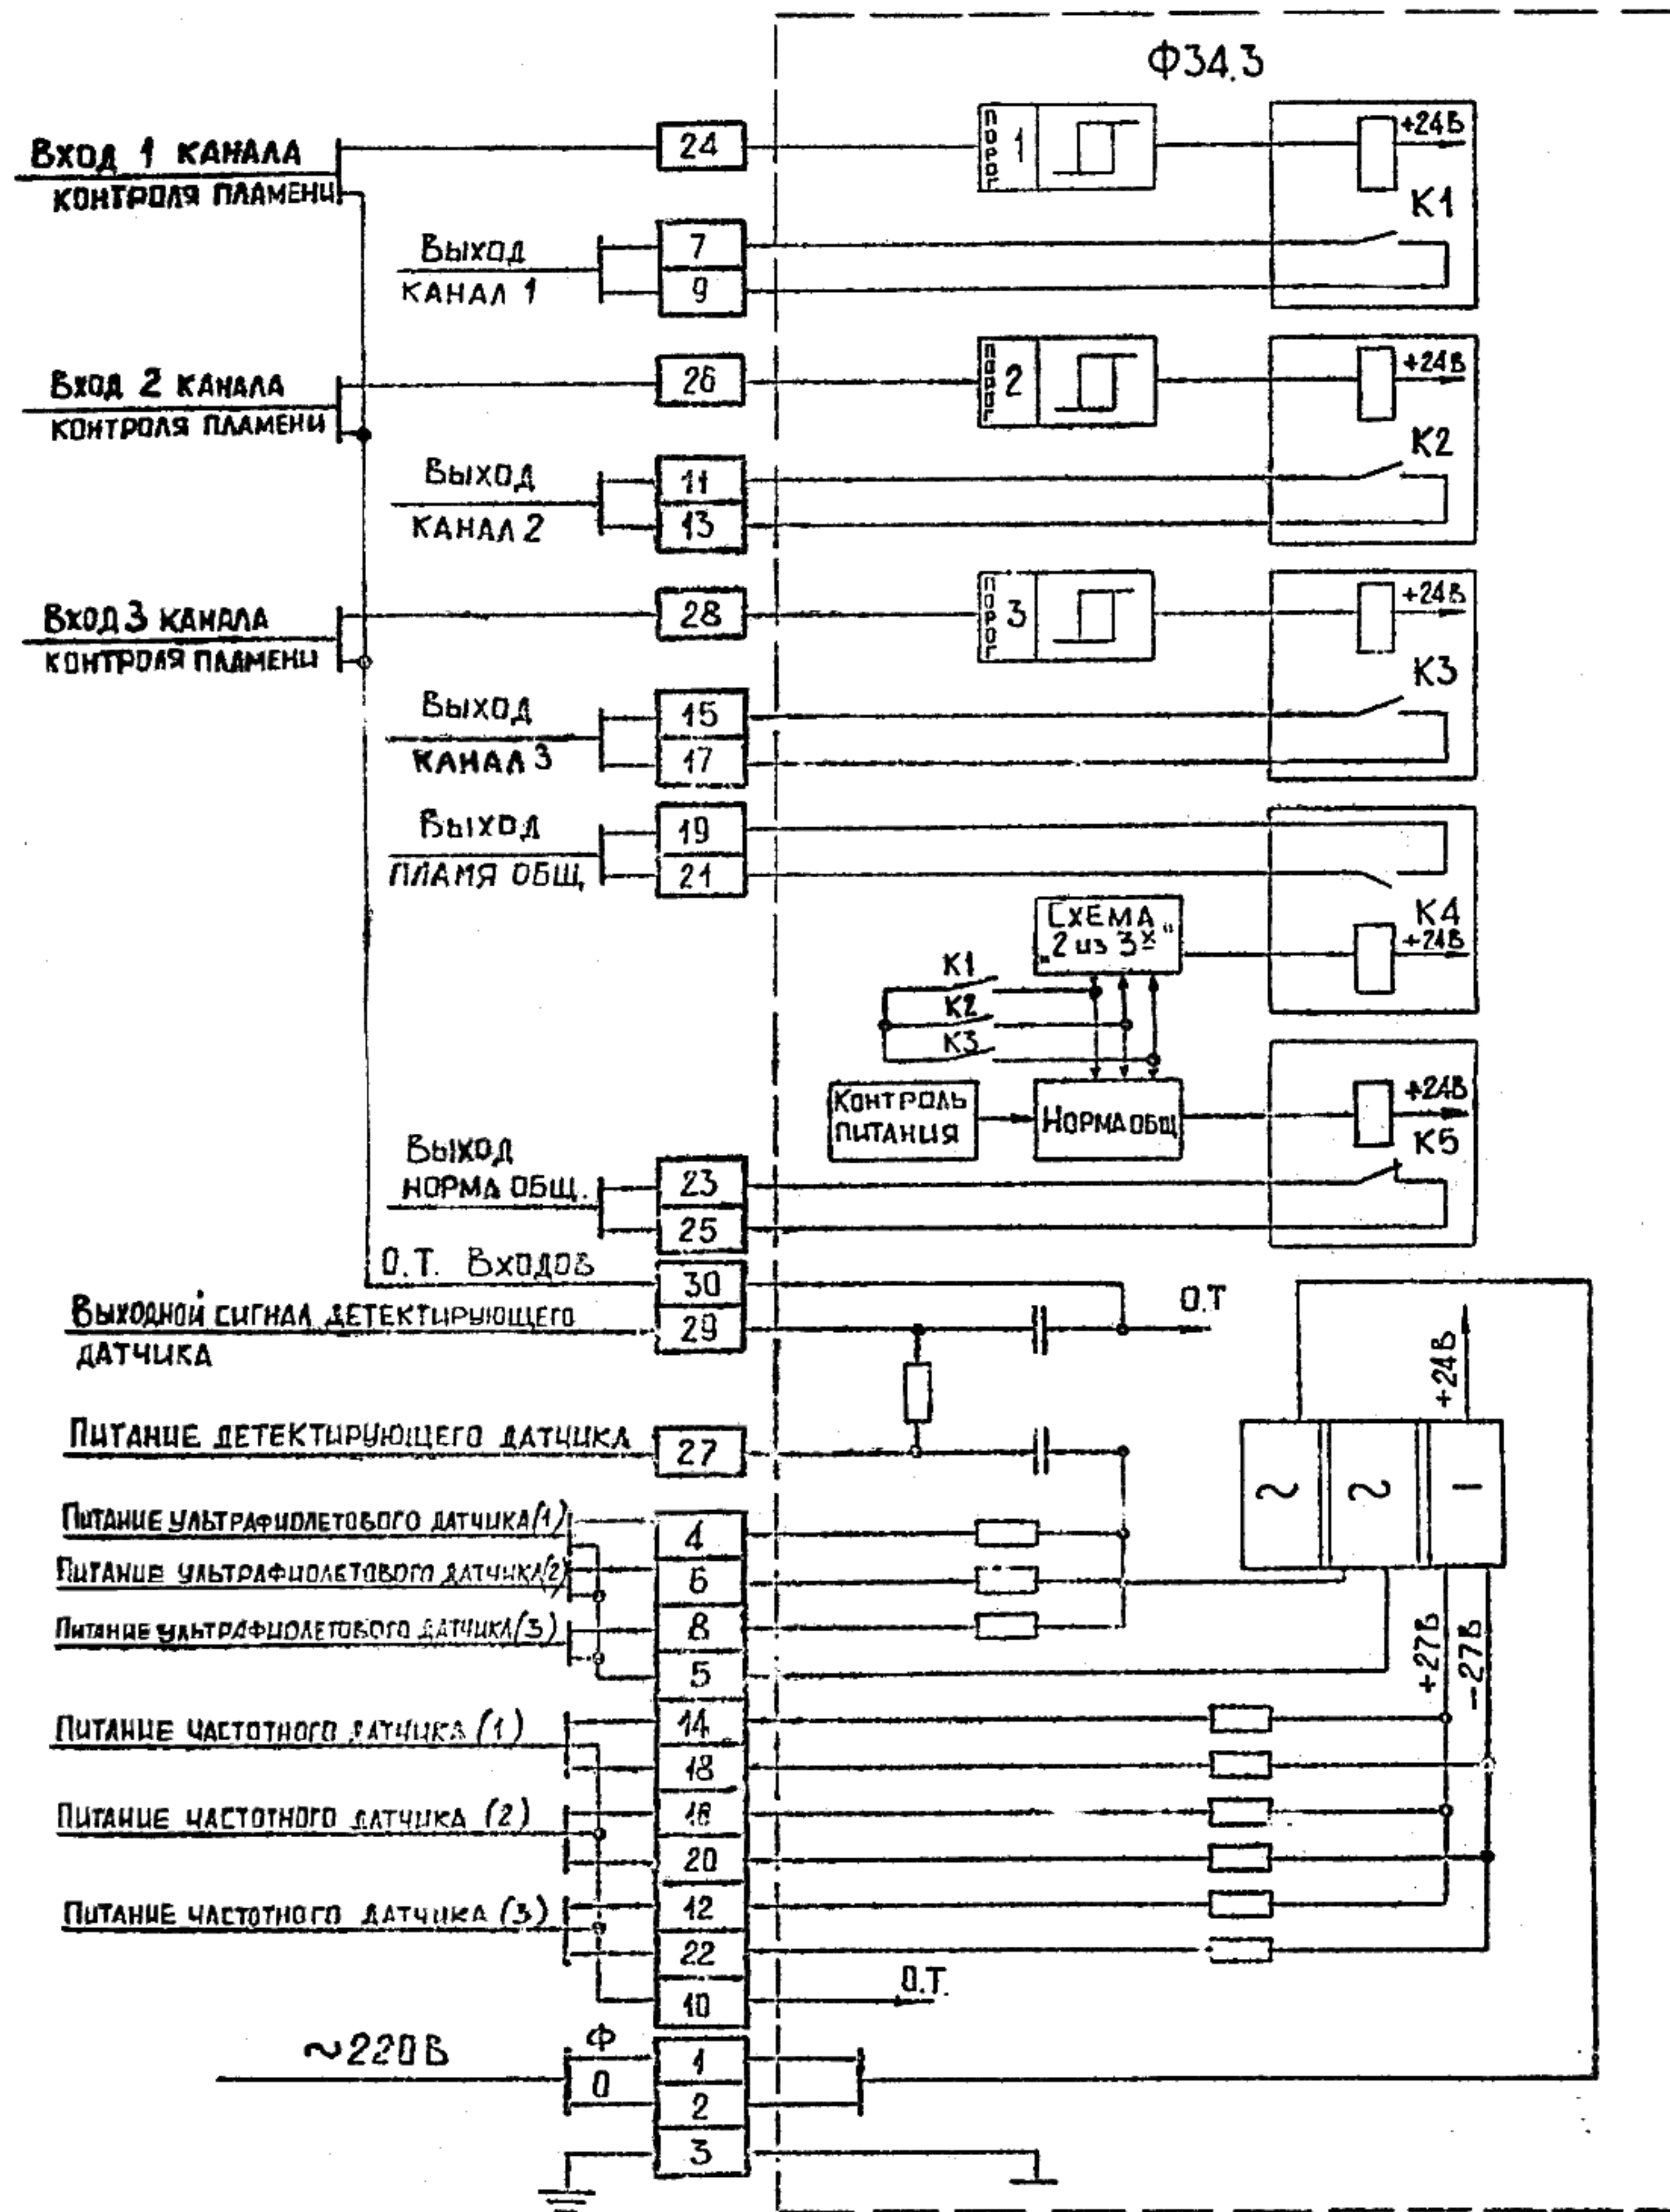 Ф34.3
Вход 1 канала
контроля пламени
24
ПОРОГ
1
+24В
К1
Выход
канал 1
7
9
Вход 2 канала
контроля пламени
26
ПОРОГ
2
+24В
К2
Выход
канал 2
11
13
Вход 3 канала
контроля пламени
28
ПОРОГ
3
+24В
К3
Выход
канал 3
15
17
Выход
пламя общ.
19
21
Схема
„2 из 3х“
К4
+24В
К1
К2
К3
Контроль
питания
Норма общ
+24В
К5
Выход
норма общ.
23
25
О.Т. Входов
30
О.Т
Выходной сигнал детектирующего
датчика
29
+24В
Питание детектирующего датчика
27
~
~
Питание ультрафиолетового датчика(1)
4
Питание ультрафиолетового датчика(2)
6
Питание ультрафиолетового датчика(3)
8
5
+27В
-27В
Питание частотного датчика (1)
14
18
Питание частотного датчика (2)
16
20
Питание частотного датчика (3)
12
22
10
О.Т.
~220В
Ф
О
1
2
3